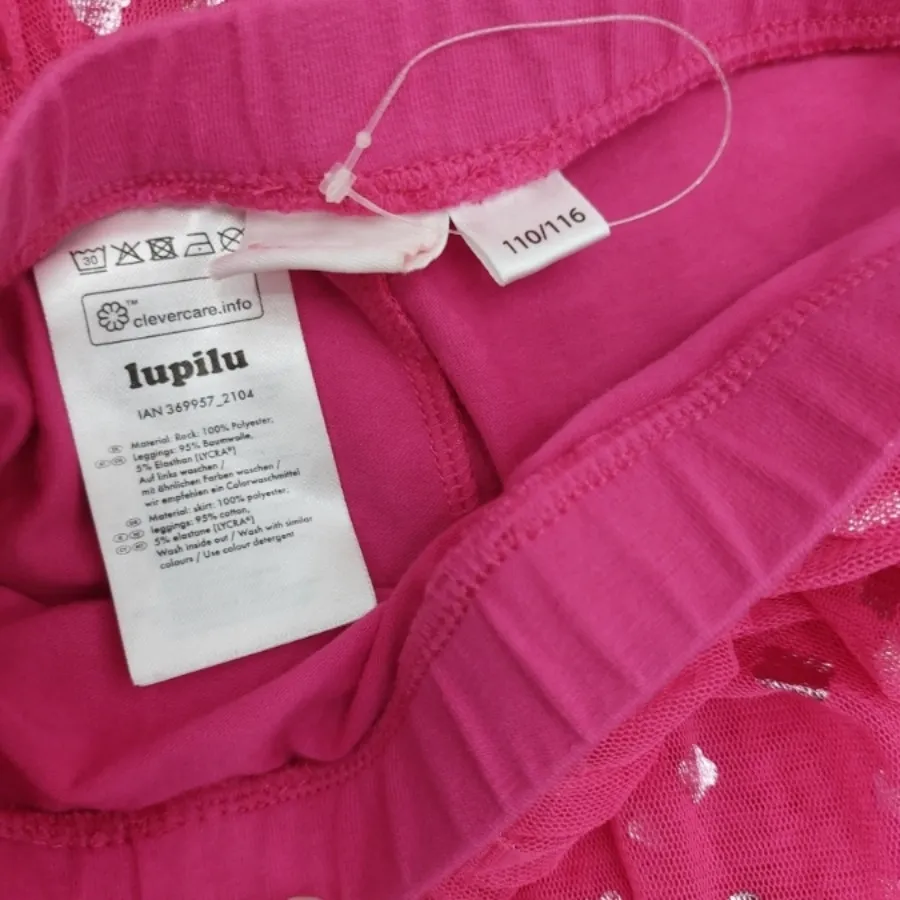 30
™
clevercare.info
lupilu
IAN 369957_2104
Material: Rock: 100% Polyester;
Leggings: 95% Baumwolle,
5% Elasthan (LYCRA®)
Auf links waschen /
mit ähnlichen Farben waschen /
wir empfehlen ein Colorwaschmittel
Material: skirt: 100% polyester;
leggings: 95% cotton,
5% elastane (LYCRA®)
Wash inside out / Wash with similar
colours / Use colour detergent
110/116